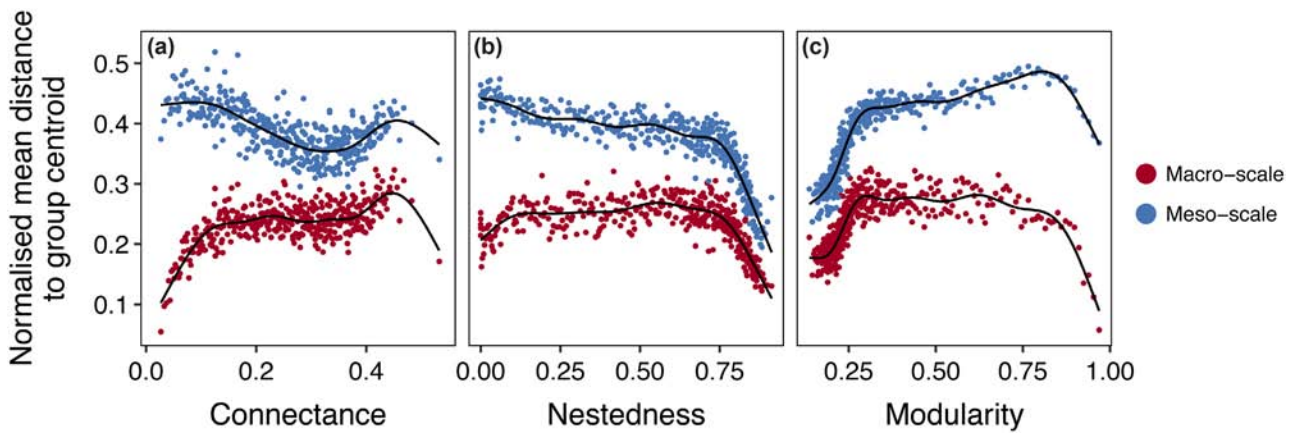 Normalised mean distance
to group centroid
(a)
(b)
(c)
0.5
0.4
0.3
0.2
0.1
0.0 0.2 0.4
0.00 0.25 0.50 0.75
0.25 0.50 0.75 1.00
Connectance
Nestedness
Modularity
Macro−scale
Meso−scale